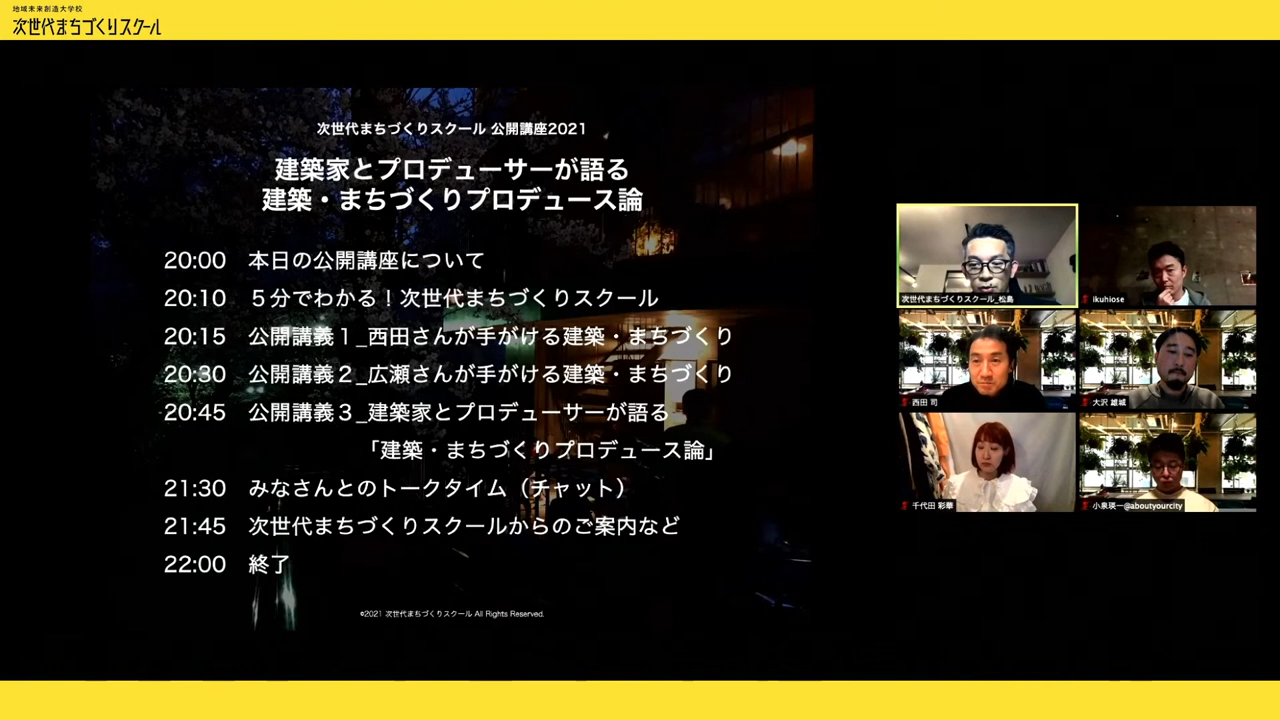 地域未来創造大学校
次世代まちづくりスクール
次世代まちづくりスクール 公開講座2021
建築家とプロデューサーが語る
建築・まちづくりプロデュース論
20:00 本日の公開講座について
20:10 5分でわかる！次世代まちづくりスクール
20:15 公開講義１_西田さんが手がける建築・まちづくり
20:30 公開講義２_広瀬さんが手がける建築・まちづくり
20:45 公開講義３_建築家とプロデューサーが語る
「建築・まちづくりプロデュース論」
21:30 みなさんとのトークタイム（チャット）
21:45 次世代まちづくりスクールからのご案内など
22:00 終了
©2021 次世代まちづくりスクール All Rights Reserved.
次世代まちづくりスクール_松島
ikuhiose
西田 司
大沢 雄城
千代田 彩華
小泉瑛一@aboutyourcity